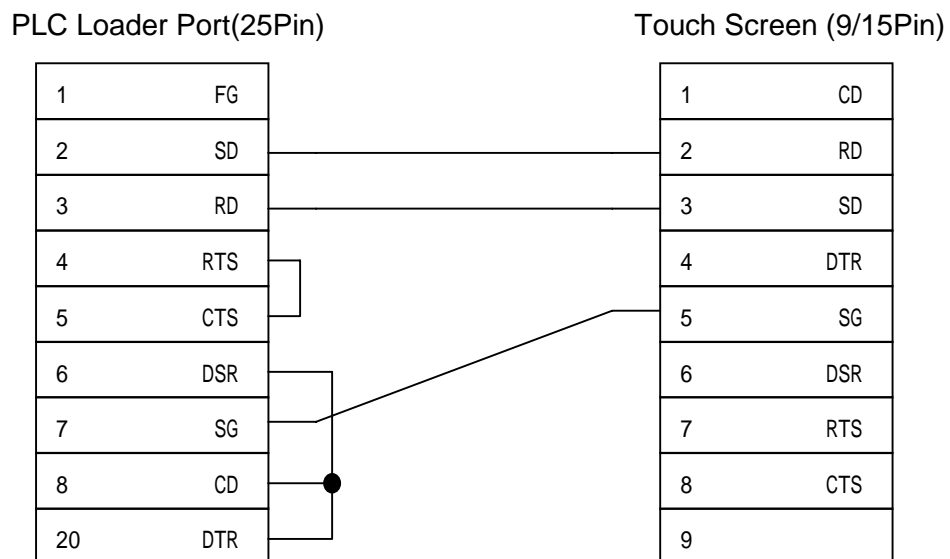 PLC Loader Port(25Pin) Touch Screen (9/15Pin)
1 FG 1 CD
2 SD 2 RD
3 RD 3 SD
4 RTS 4 DTR
5 CTS 5 SG
6 DSR 6 DSR
7 SG 7 RTS
8 CD 8 CTS
20 DTR 9